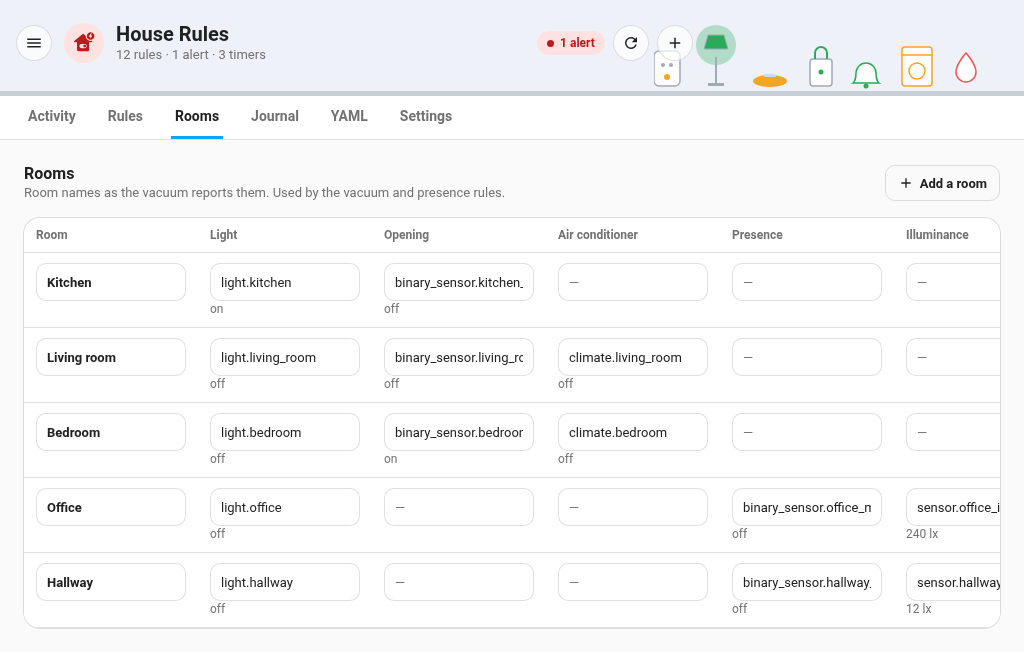 House Rules
12 rules · 1 alert · 3 timers
1 alert
Activity Rules Rooms Journal YAML Settings
Rooms
Room names as the vacuum reports them. Used by the vacuum and presence rules.
Add a room
Room Light Opening Air conditioner Presence Illuminance
Kitchen light.kitchen binary_sensor.kitchen_ — — —
on off
Living room light.living_room binary_sensor.living_ro climate.living_room — —
off off off
Bedroom light.bedroom binary_sensor.bedroor climate.bedroom — —
off on off
Office light.office — — binary_sensor.office_m sensor.office_i
off off 240 lx
Hallway light.hallway — — binary_sensor.hallway_ sensor.hallway
off off 12 lx